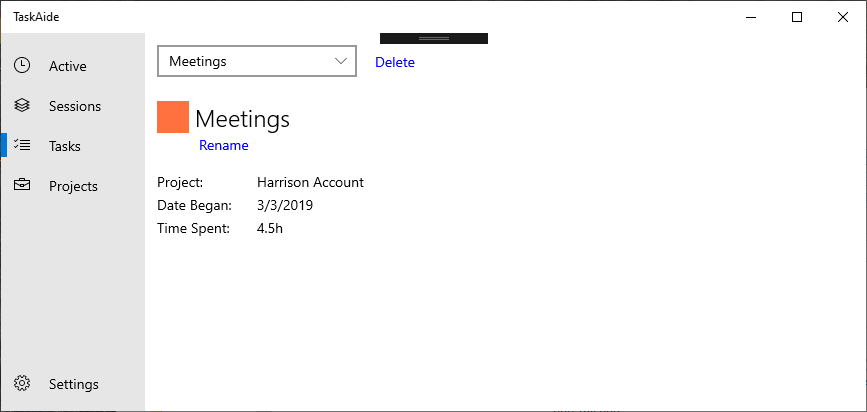 TaskAide
Active
Sessions
Tasks
Projects
Settings
Meetings
Delete
Meetings
Rename
Project: Harrison Account
Date Began: 3/3/2019
Time Spent: 4.5h